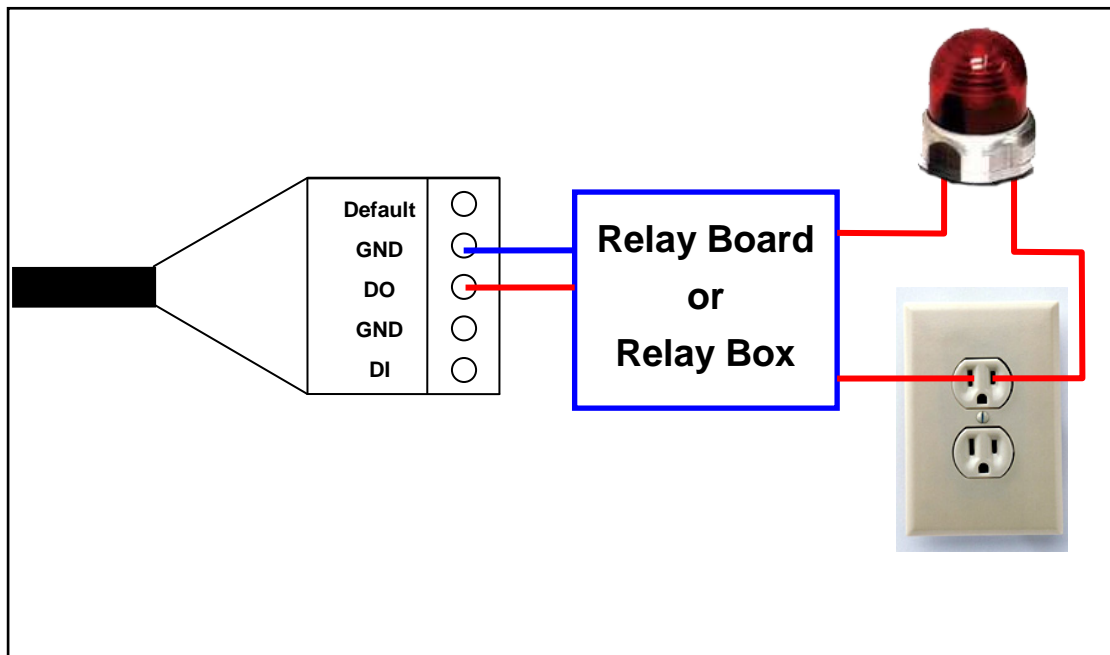 Default
GND
DO
GND
DI
Relay Board
or
Relay Box